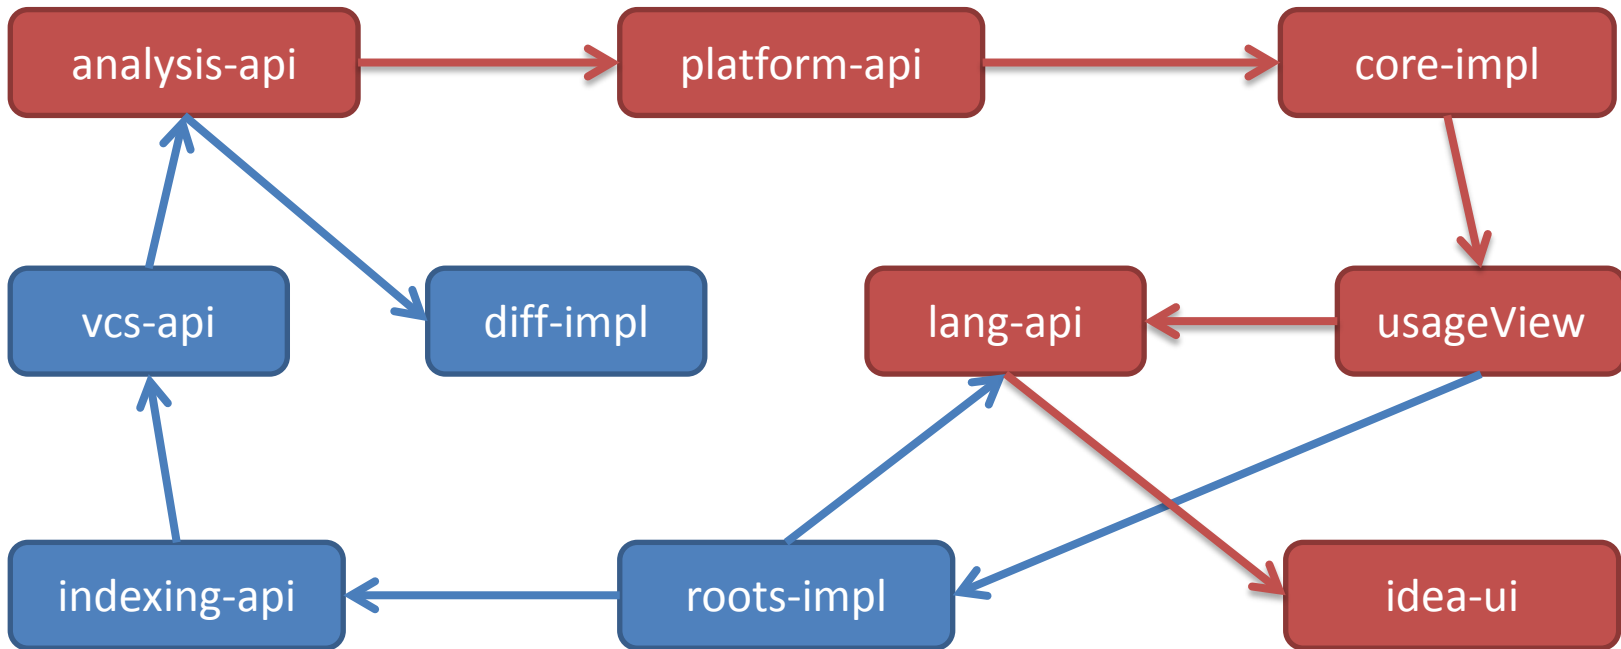 analysis-api
platform-api
core-impl
vcs-api
diff-impl
lang-api
usageView
indexing-api
roots-impl
idea-ui